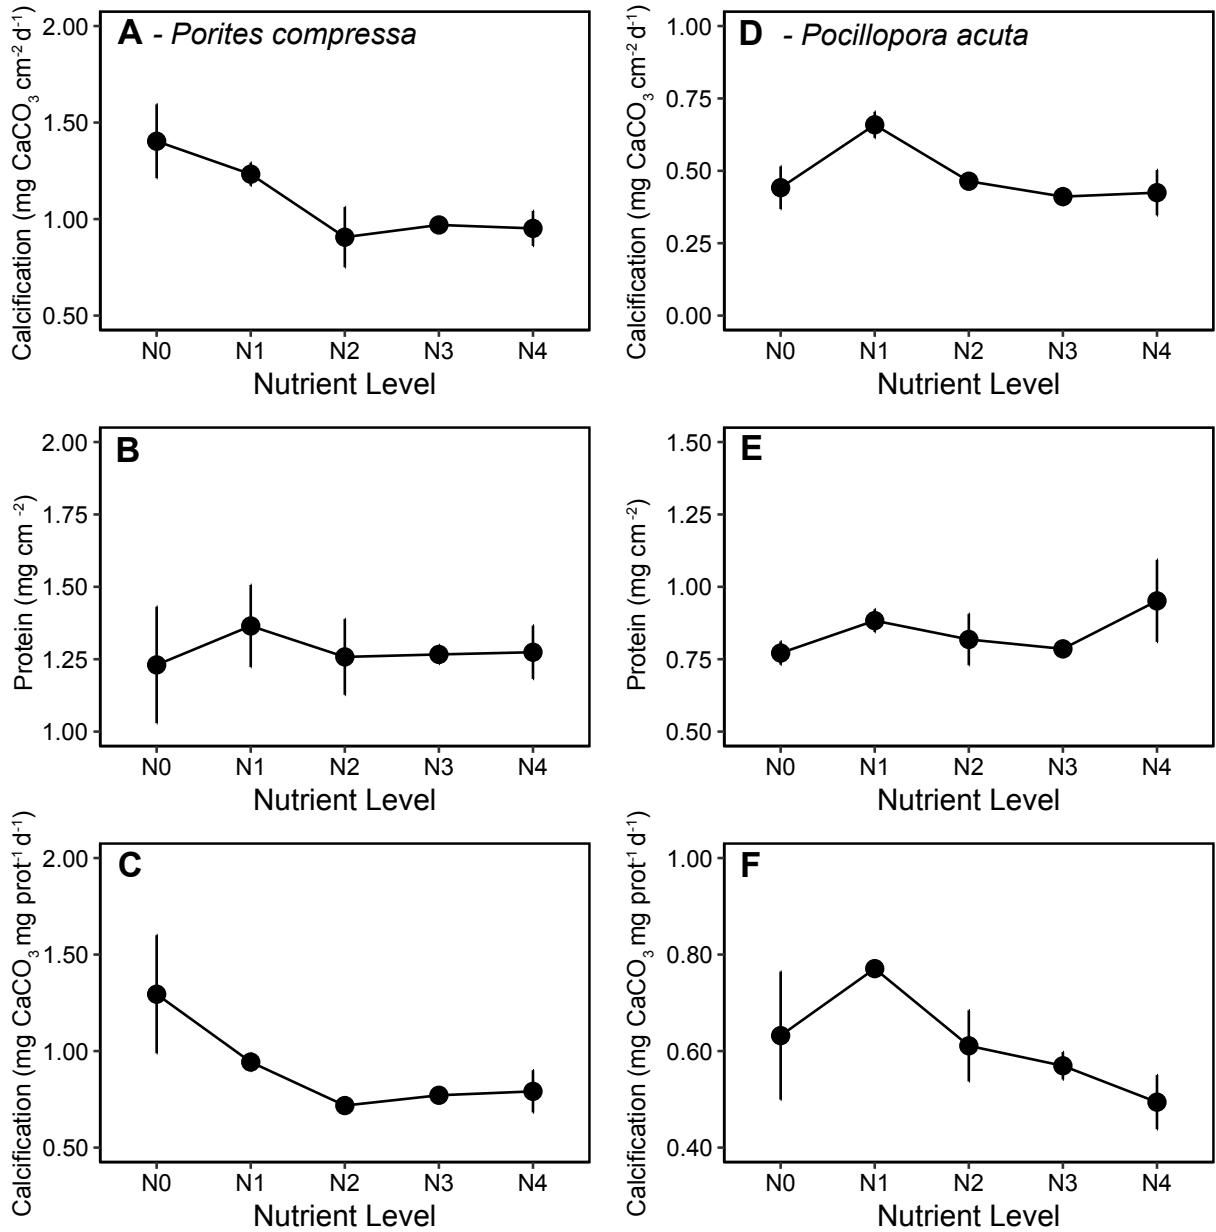 A - Porites compressa
Calcification (mg CaCO₃ cm⁻² d⁻¹)
2.00
1.50
1.00
0.50
N0 N1 N2 N3 N4
Nutrient Level
D - Pocillopora acuta
Calcification (mg CaCO₃ cm⁻² d⁻¹)
1.00
0.75
0.50
0.25
0.00
N0 N1 N2 N3 N4
Nutrient Level
B
Protein (mg cm⁻²)
2.00
1.75
1.50
1.25
1.00
N0 N1 N2 N3 N4
Nutrient Level
E
Protein (mg cm⁻²)
1.50
1.25
1.00
0.75
0.50
N0 N1 N2 N3 N4
Nutrient Level
C
Calcification (mg CaCO₃ mg prot⁻¹ d⁻¹)
2.00
1.50
1.00
0.50
N0 N1 N2 N3 N4
Nutrient Level
F
Calcification (mg CaCO₃ mg prot⁻¹ d⁻¹)
1.00
0.80
0.60
0.40
N0 N1 N2 N3 N4
Nutrient Level